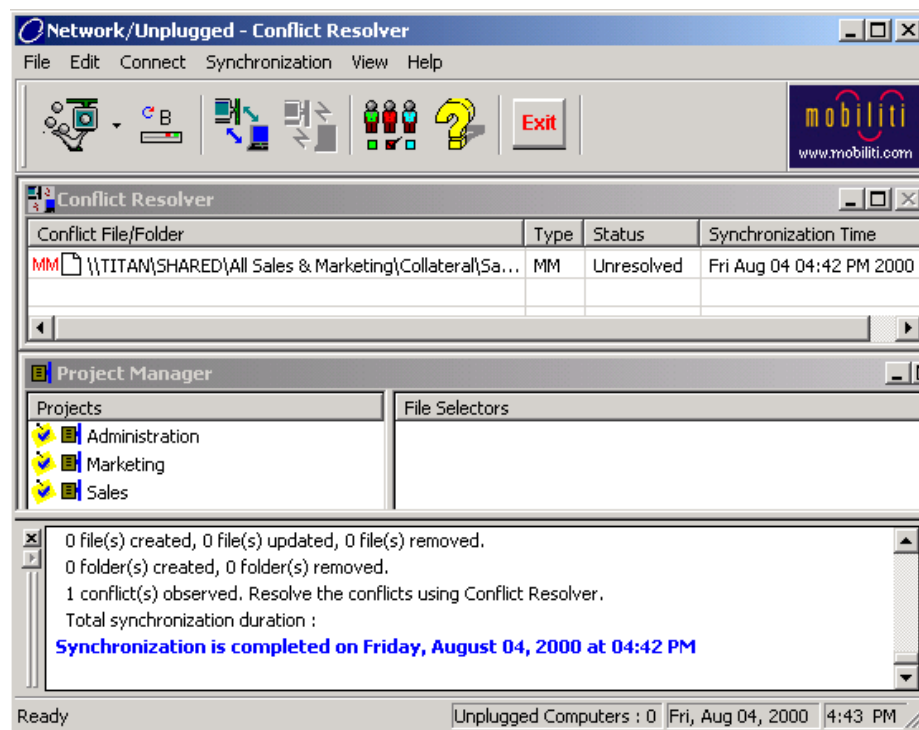 Network/Unplugged - Conflict Resolver
File Edit Connect Synchronization View Help
B
Exit
mobiliti
www.mobiliti.com
Conflict Resolver
Conflict File/Folder Type Status Synchronization Time
MM \\TITAN\SHARED\All Sales & Marketing\Collateral\Sa... MM Unresolved Fri Aug 04 04:42 PM 2000
Project Manager
Projects File Selectors
Administration
Marketing
Sales
0 file(s) created, 0 file(s) updated, 0 file(s) removed.
0 folder(s) created, 0 folder(s) removed.
1 conflict(s) observed. Resolve the conflicts using Conflict Resolver.
Total synchronization duration :
Synchronization is completed on Friday, August 04, 2000 at 04:42 PM
Ready Unplugged Computers : 0 Fri, Aug 04, 2000 4:43 PM